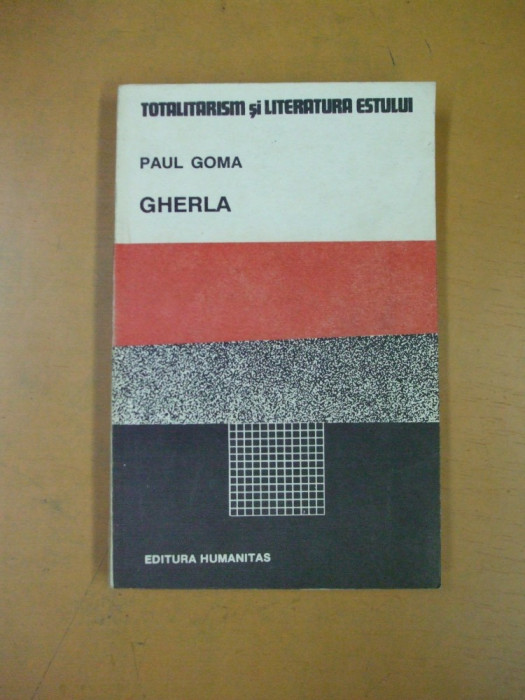 TOTALITARISM și LITERATURA ESTULUI
PAUL GOMA
GHERLA
EDITURA HUMANITAS